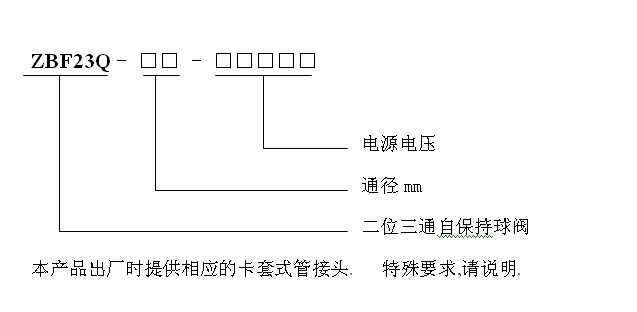 ZBF23Q－□□－□□□□□
电源电压
通径mm
二位三通自保持球阀
本产品出厂时提供相应的卡套式管接头. 特殊要求,请说明.